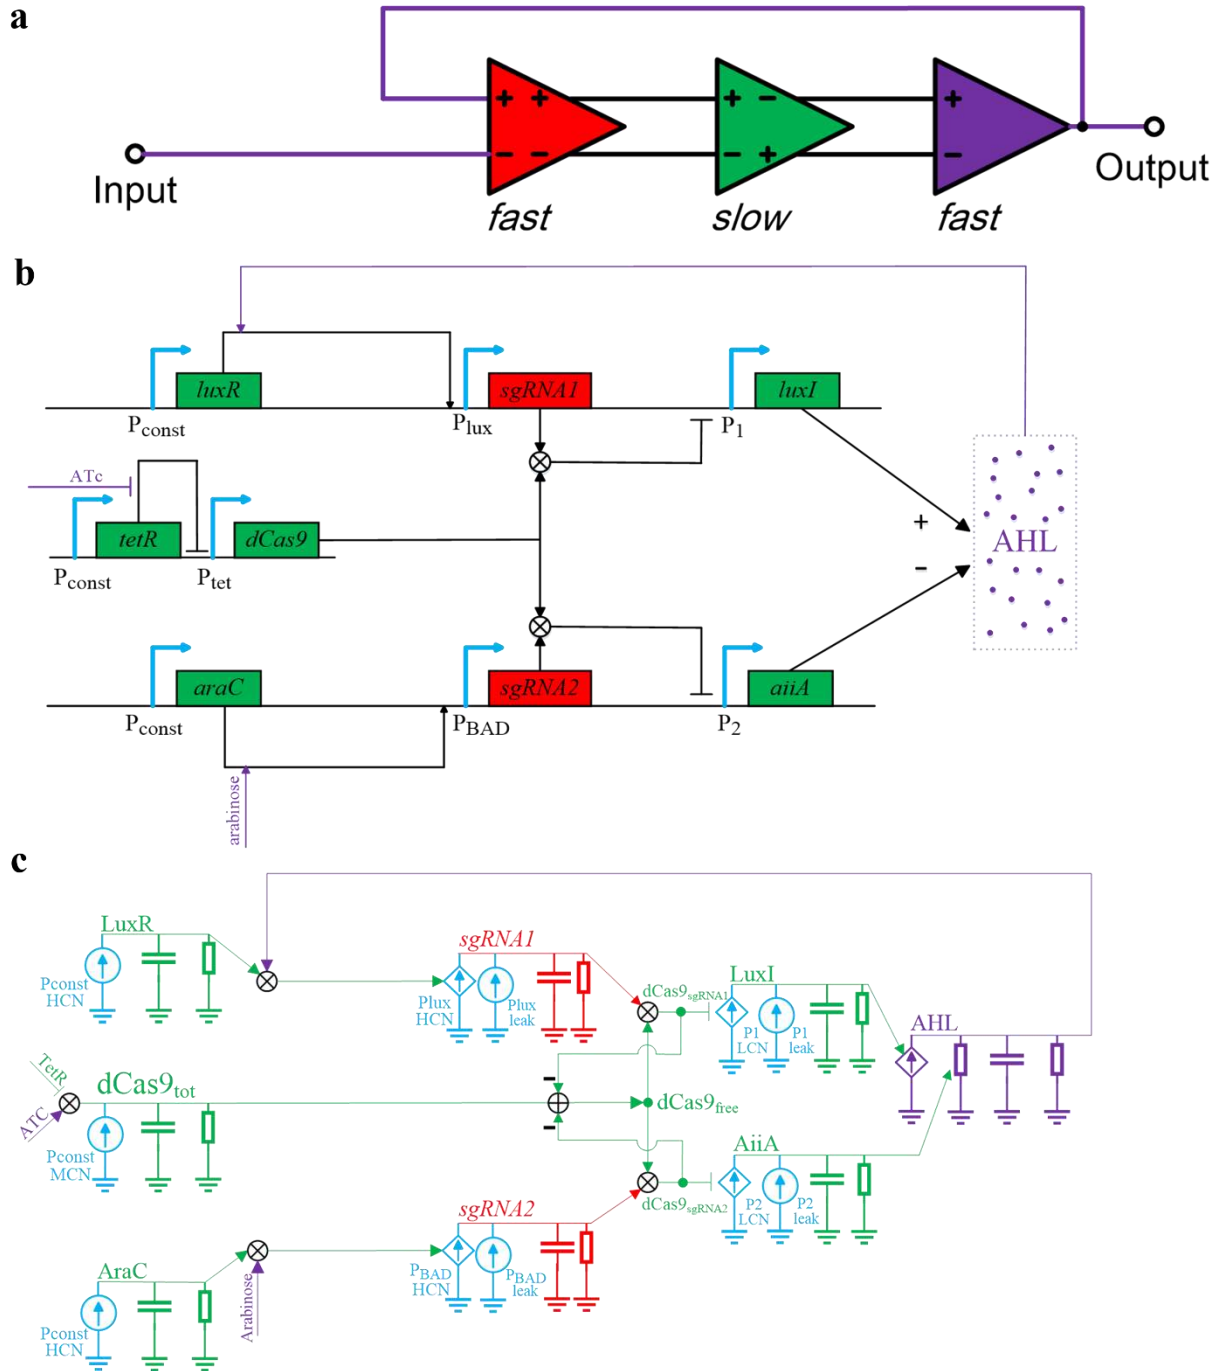 a
+ + + − +
− − − + −
Input
Output
fast slow fast
b
luxR sgRNA1 luxI
Pconst Plux P1
ATc
tetR dCas9
Pconst Ptet
+
AHL
−
araC sgRNA2 aiiA
Pconst PBAD P2
arabinose
c
LuxR
sgRNA1
Pconst
HCN
Plux
HCN
Plux
leak
dCas9sgRNA1
LuxI
P1
LCN
P1
leak
AHL
TetR
ATC
dCas9tot
−
dCas9free
−
Pconst
MCN
AiiA
sgRNA2
dCas9sgRNA2
P2
LCN
P2
leak
AraC
PBAD
HCN
PBAD
leak
Pconst
HCN
Arabinose